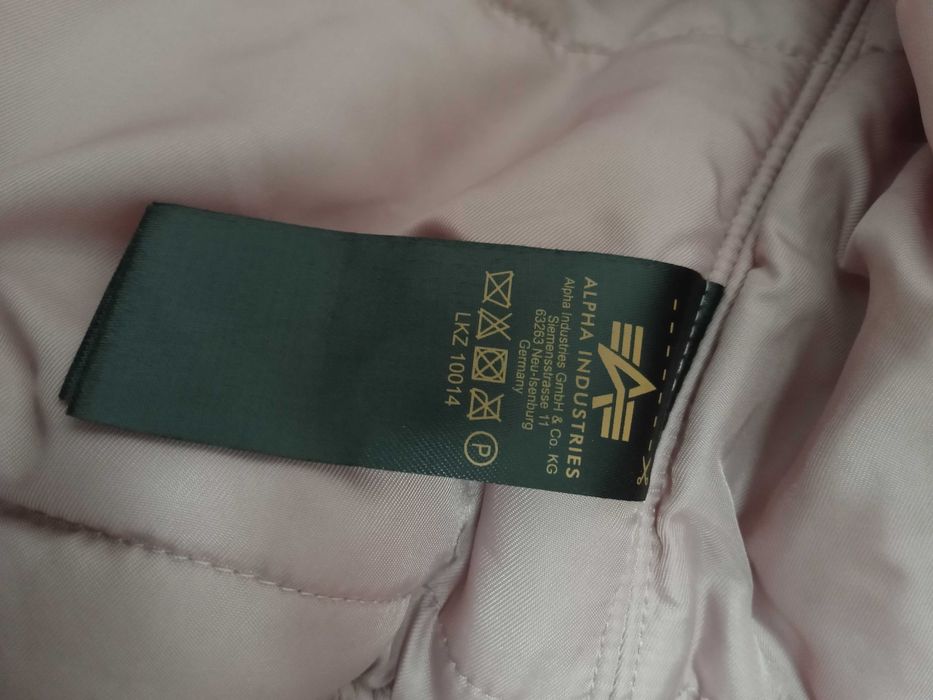 ALPHA INDUSTRIES
Alpha Industries GmbH & Co. KG
Siemensstrasse 11
63263 Neu-Isenburg
Germany
P
LKZ 10014